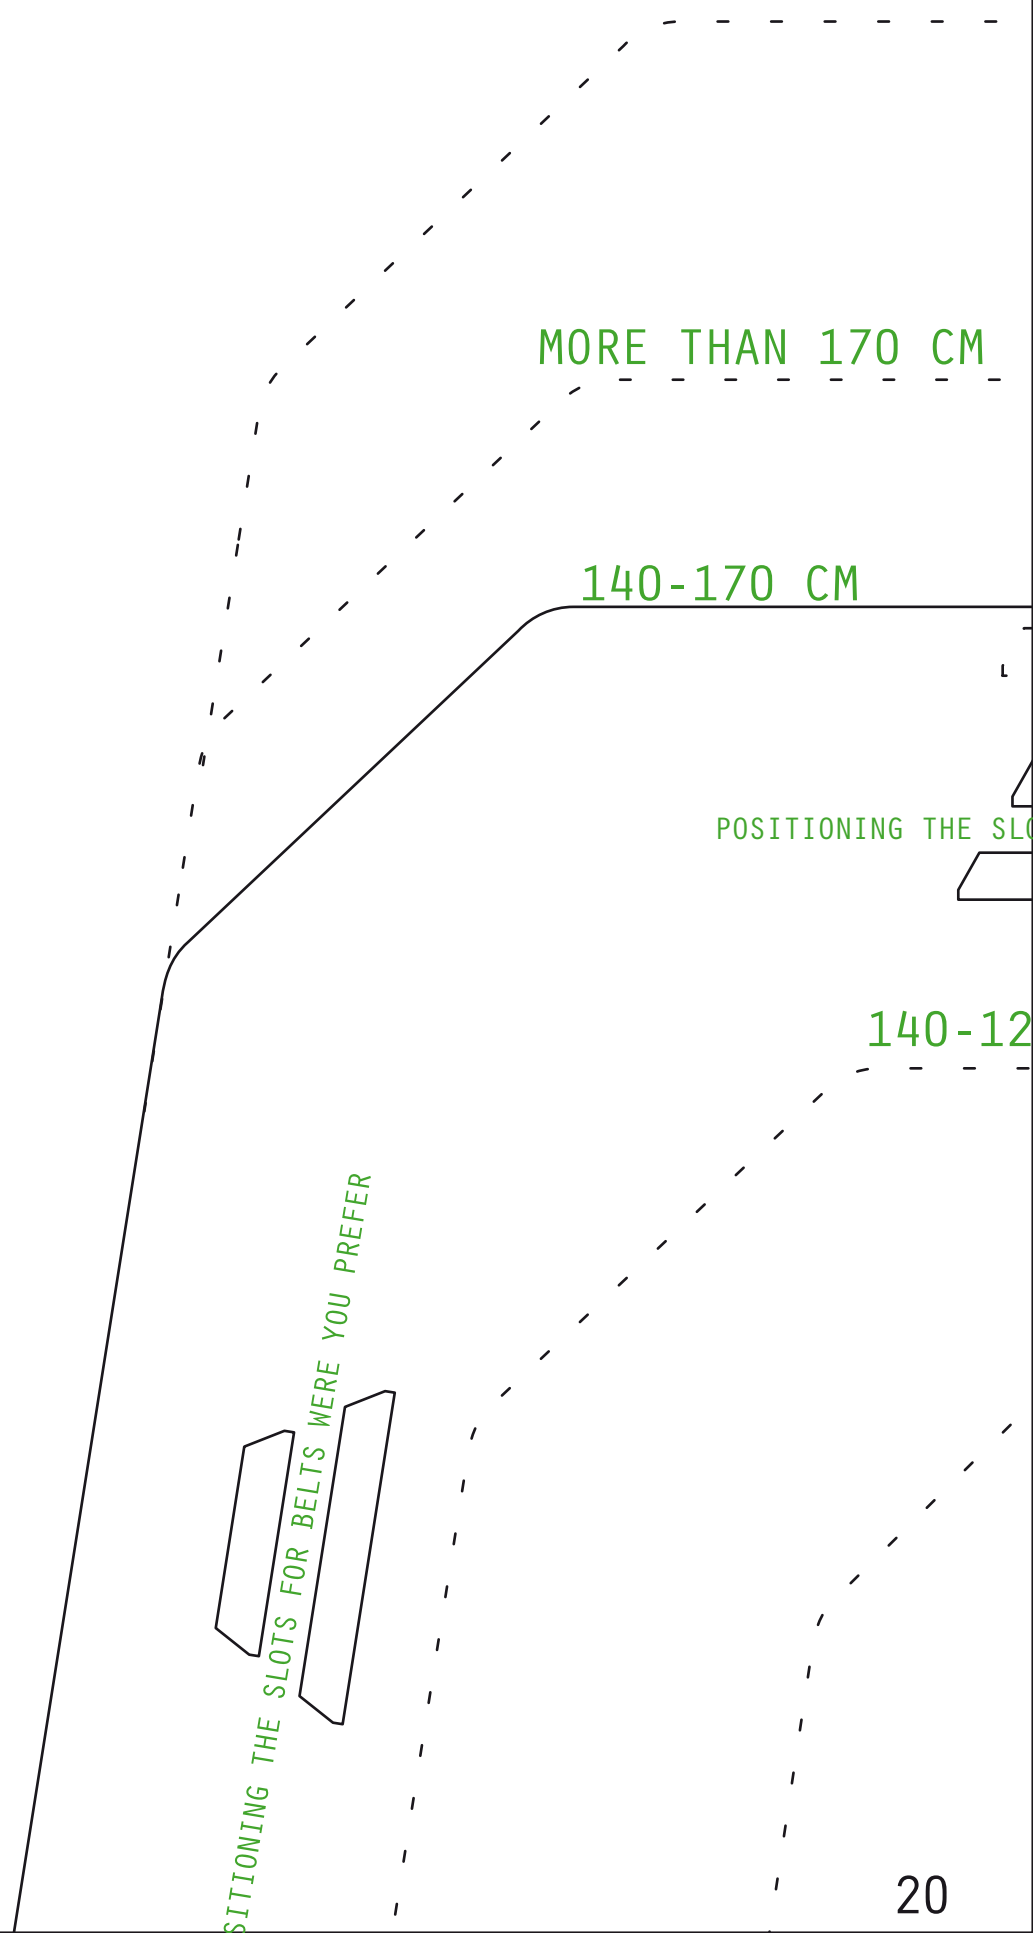 MORE THAN 170 CM
140-170 CM
POSITIONING THE SLO
140-12
SITIONING THE SLOTS FOR BELTS WERE YOU PREFER
20